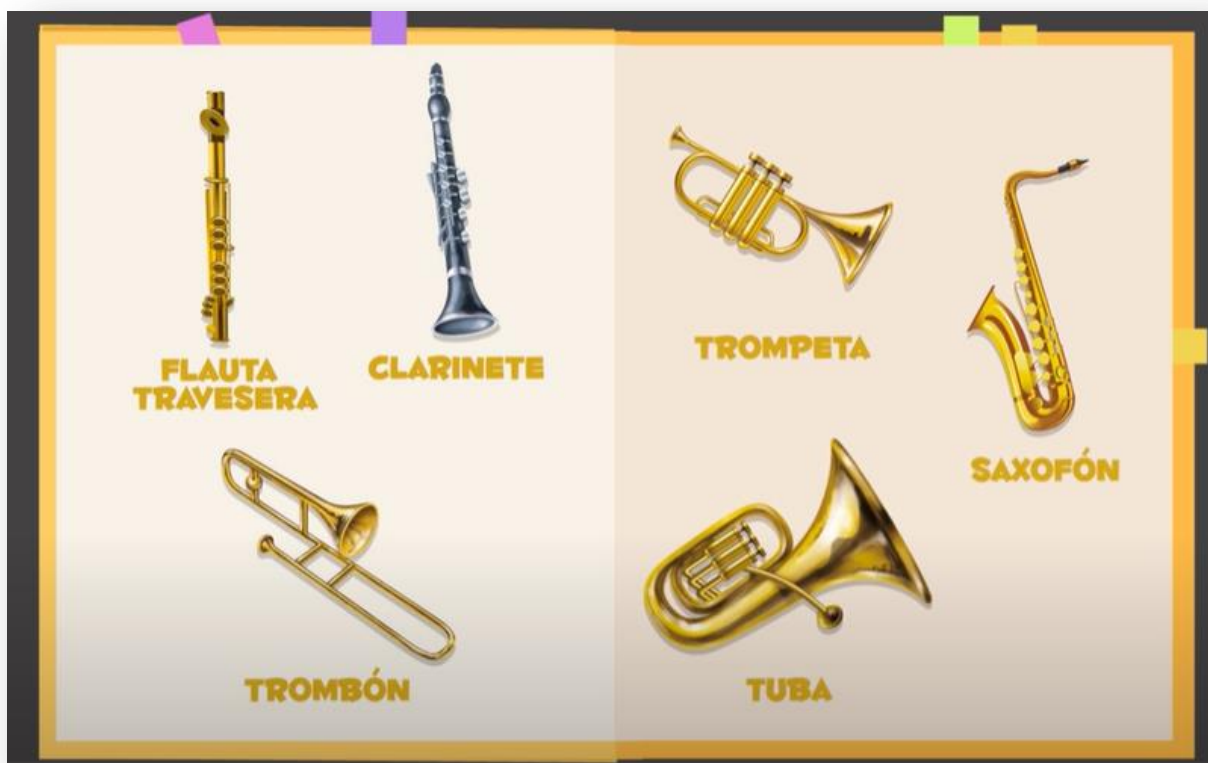 FLAUTA
TRAVESERA
CLARINETE
TROMPETA
SAXOFÓN
TROMBÓN
TUBA